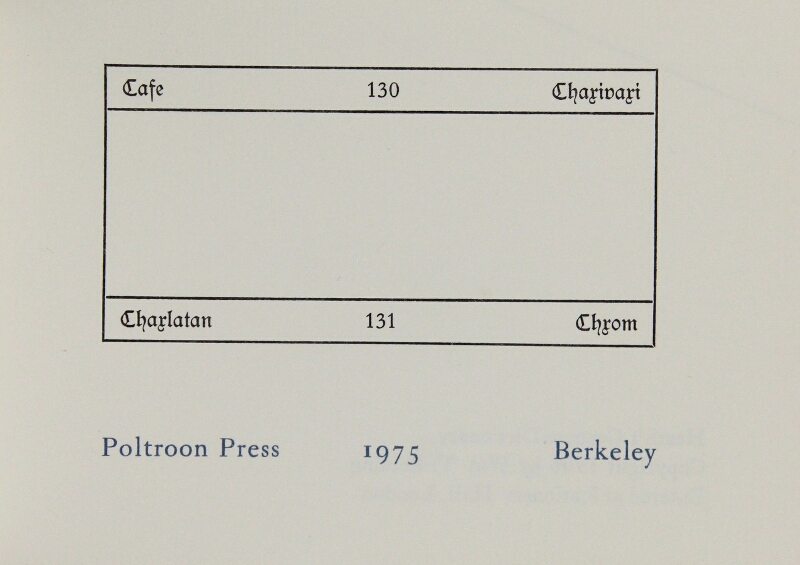 Cafe 130 Charivari
Charlatan 131 Chrom
Poltroon Press 1975 Berkeley